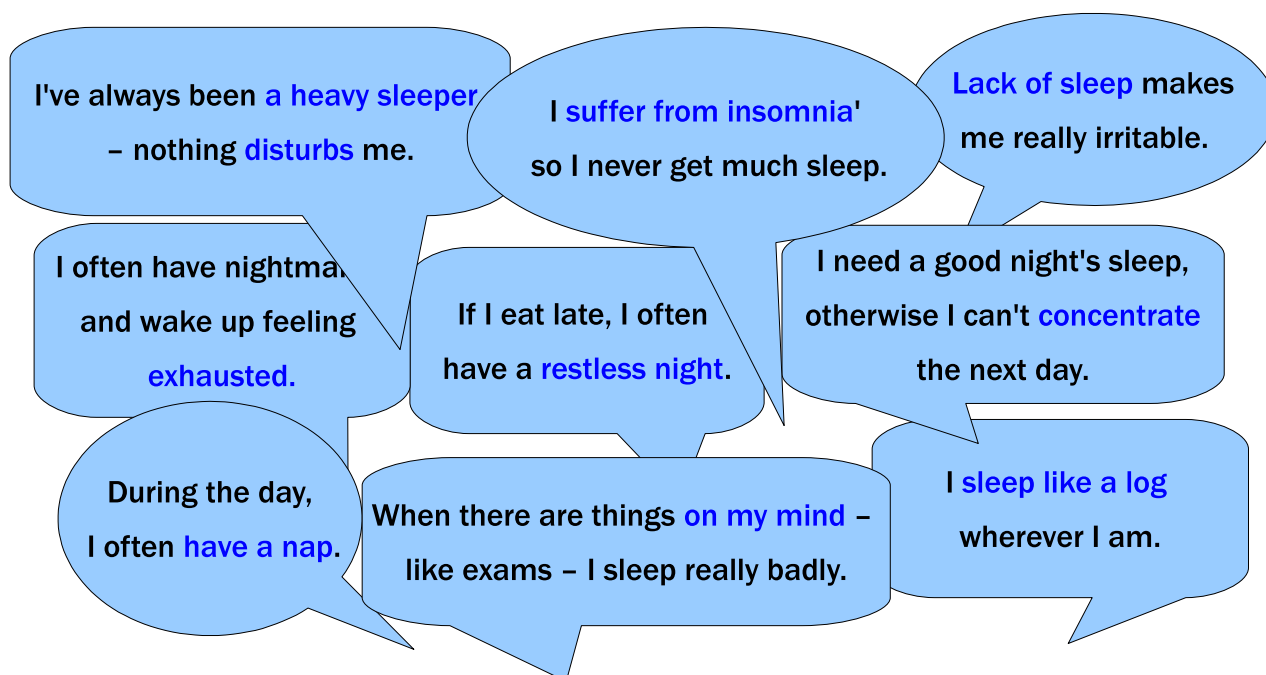 I've always been a heavy sleeper
– nothing disturbs me.
I suffer from insomnia'
so I never get much sleep.
Lack of sleep makes
me really irritable.
I often have
and wake up feeling
exhausted.
If I eat late, I often
have a restless night.
I need a good night's sleep,
otherwise I can't concentrate
the next day.
During the day,
I often have a nap.
When there are things on my mind –
like exams – I sleep really badly.
I sleep like a log
wherever I am.